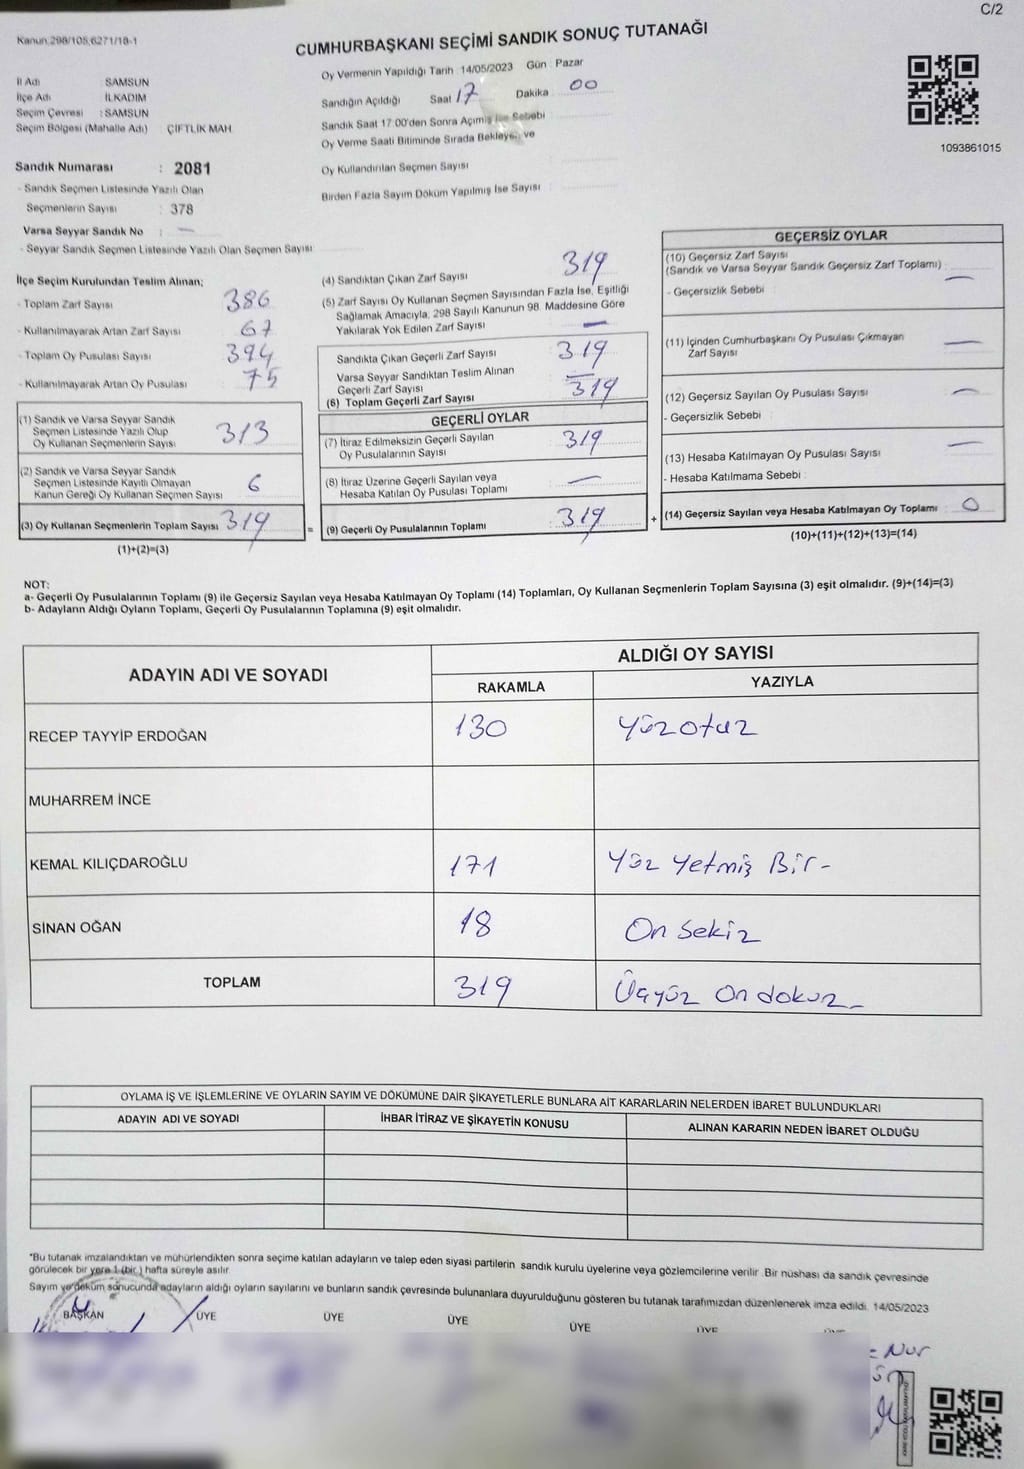 C/2
Kanun.298/105,6271/18-1
CUMHURBAŞKANI SEÇİMİ SANDIK SONUÇ TUTANAĞI
İl Adı : SAMSUN
İlçe Adı : İLKADIM
Seçim Çevresi : SAMSUN
Seçim Bölgesi (Mahalle Adı) ÇİFTLİK MAH.
Oy Vermenin Yapıldığı Tarih : 14/05/2023 Gün : Pazar
Sandığın Açıldığı Saat 17 Dakika 00
Sandık Saat 17:00'den Sonra Açımış İse Sebebi
Oy Verme Saati Bitiminde Sırada Bekleyen ve
Oy Kullandırılan Seçmen Sayısı
Birden Fazla Sayım Döküm Yapılmış İse Sayısı
1093861015
Sandık Numarası : 2081
- Sandık Seçmen Listesinde Yazılı Olan
Seçmenlerin Sayısı : 378
Varsa Seyyar Sandık No : —
- Seyyar Sandık Seçmen Listesinde Yazılı Olan Seçmen Sayısı
İlçe Seçim Kurulundan Teslim Alınan;
- Toplam Zarf Sayısı 386
- Kullanılmayarak Artan Zarf Sayısı 67
- Toplam Oy Pusulası Sayısı 394
- Kullanılmayarak Artan Oy Pusulası 75
(1) Sandık ve Varsa Seyyar Sandık
Seçmen Listesinde Yazılı Olup
Oy Kullanan Seçmenlerin Sayısı 313
(2) Sandık ve Varsa Seyyar Sandık
Seçmen Listesinde Kayıtlı Olmayan
Kanun Gereği Oy Kullanan Seçmen Sayısı 6
(3) Oy Kullanan Seçmenlerin Toplam Sayısı 319
(1)+(2)=(3)
(4) Sandıktan Çıkan Zarf Sayısı 319
(5) Zarf Sayısı Oy Kullanan Seçmen Sayısından Fazla İse, Eşitliği
Sağlamak Amacıyla, 298 Sayılı Kanunun 98. Maddesine Göre
Yakılarak Yok Edilen Zarf Sayısı —
Sandıkta Çıkan Geçerli Zarf Sayısı 319
Varsa Seyyar Sandıktan Teslim Alınan
Geçerli Zarf Sayısı —
(6) Toplam Geçerli Zarf Sayısı 319
GEÇERLİ OYLAR
(7) İtiraz Edilmeksizin Geçerli Sayılan
Oy Pusulalarının Sayısı 319
(8) İtiraz Üzerine Geçerli Sayılan veya
Hesaba Katılan Oy Pusulası Toplamı —
= (9) Geçerli Oy Pusulalarının Toplamı 319
GEÇERSİZ OYLAR
(10) Geçersiz Zarf Sayısı
(Sandık ve Varsa Seyyar Sandık Geçersiz Zarf Toplamı) : —
- Geçersizlik Sebebi
(11) İçinden Cumhurbaşkanı Oy Pusulası Çıkmayan
Zarf Sayısı —
(12) Geçersiz Sayılan Oy Pusulası Sayısı —
- Geçersizlik Sebebi :
(13) Hesaba Katılmayan Oy Pusulası Sayısı —
- Hesaba Katılmama Sebebi :
+ (14) Geçersiz Sayılan veya Hesaba Katılmayan Oy Toplamı : 0
(10)+(11)+(12)+(13)=(14)
NOT:
a- Geçerli Oy Pusulalarının Toplamı (9) ile Geçersiz Sayılan veya Hesaba Katılmayan Oy Toplamı (14) Toplamları, Oy Kullanan Seçmenlerin Toplam Sayısına (3) eşit olmalıdır. (9)+(14)=(3)
b- Adayların Aldığı Oyların Toplamı, Geçerli Oy Pusulalarının Toplamına (9) eşit olmalıdır.
ADAYIN ADI VE SOYADI
ALDIĞI OY SAYISI
RAKAMLA YAZIYLA
RECEP TAYYİP ERDOĞAN 130 Yüzotuz
MUHARREM İNCE
KEMAL KILIÇDAROĞLU 171 Yüz Yetmiş Bir-
SİNAN OĞAN 18 On Sekiz
TOPLAM 319 Üçyüz Ondokuz-
OYLAMA İŞ VE İŞLEMLERİNE VE OYLARIN SAYIM VE DÖKÜMÜNE DAİR ŞİKAYETLERLE BUNLARA AİT KARARLARIN NELERDEN İBARET BULUNDUKLARI
ADAYIN ADI VE SOYADI İHBAR İTİRAZ VE ŞİKAYETİN KONUSU ALINAN KARARIN NEDEN İBARET OLDUĞU
*Bu tutanak imzalandıktan ve mühürlendikten sonra seçime katılan adayların ve talep eden siyasi partilerin sandık kurulu üyelerine veya gözlemcilerine verilir. Bir nüshası da sandık çevresinde
görülecek bir yere 1 (bir) hafta süreyle asılır.
Sayım ve döküm sonucunda adayların aldığı oyların sayılarını ve bunların sandık çevresinde bulunanlara duyurulduğunu gösteren bu tutanak tarafımızdan düzenlenerek imza edildi. 14/05/2023
BAŞKAN ÜYE ÜYE ÜYE ÜYE ÜYE
Nur